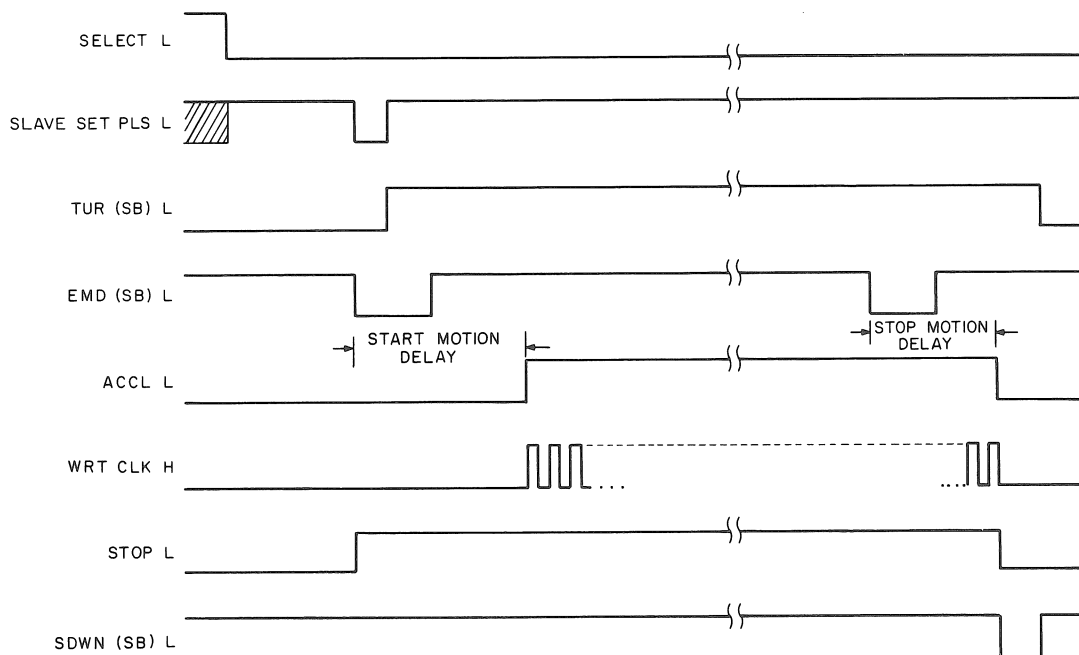 SELECT L
SLAVE SET PLS L
TUR (SB) L
EMD (SB) L
START MOTION
DELAY
STOP MOTION
DELAY
ACCL L
WRT CLK H
STOP L
SDWN (SB) L